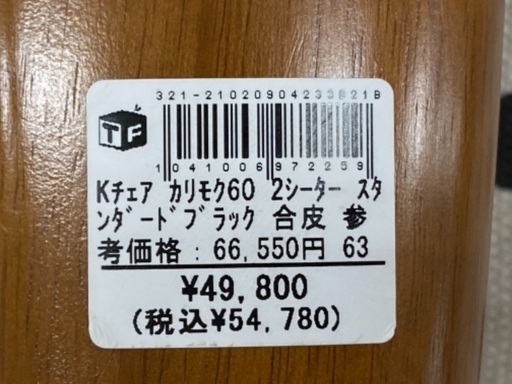 321-2102090423382​1B
TF
1041006972259
Kチェア カリモク60 2シーター スタ
ンダードブラック 合皮 参
考価格：66,550円 63
¥49,800
(税込¥54,780)